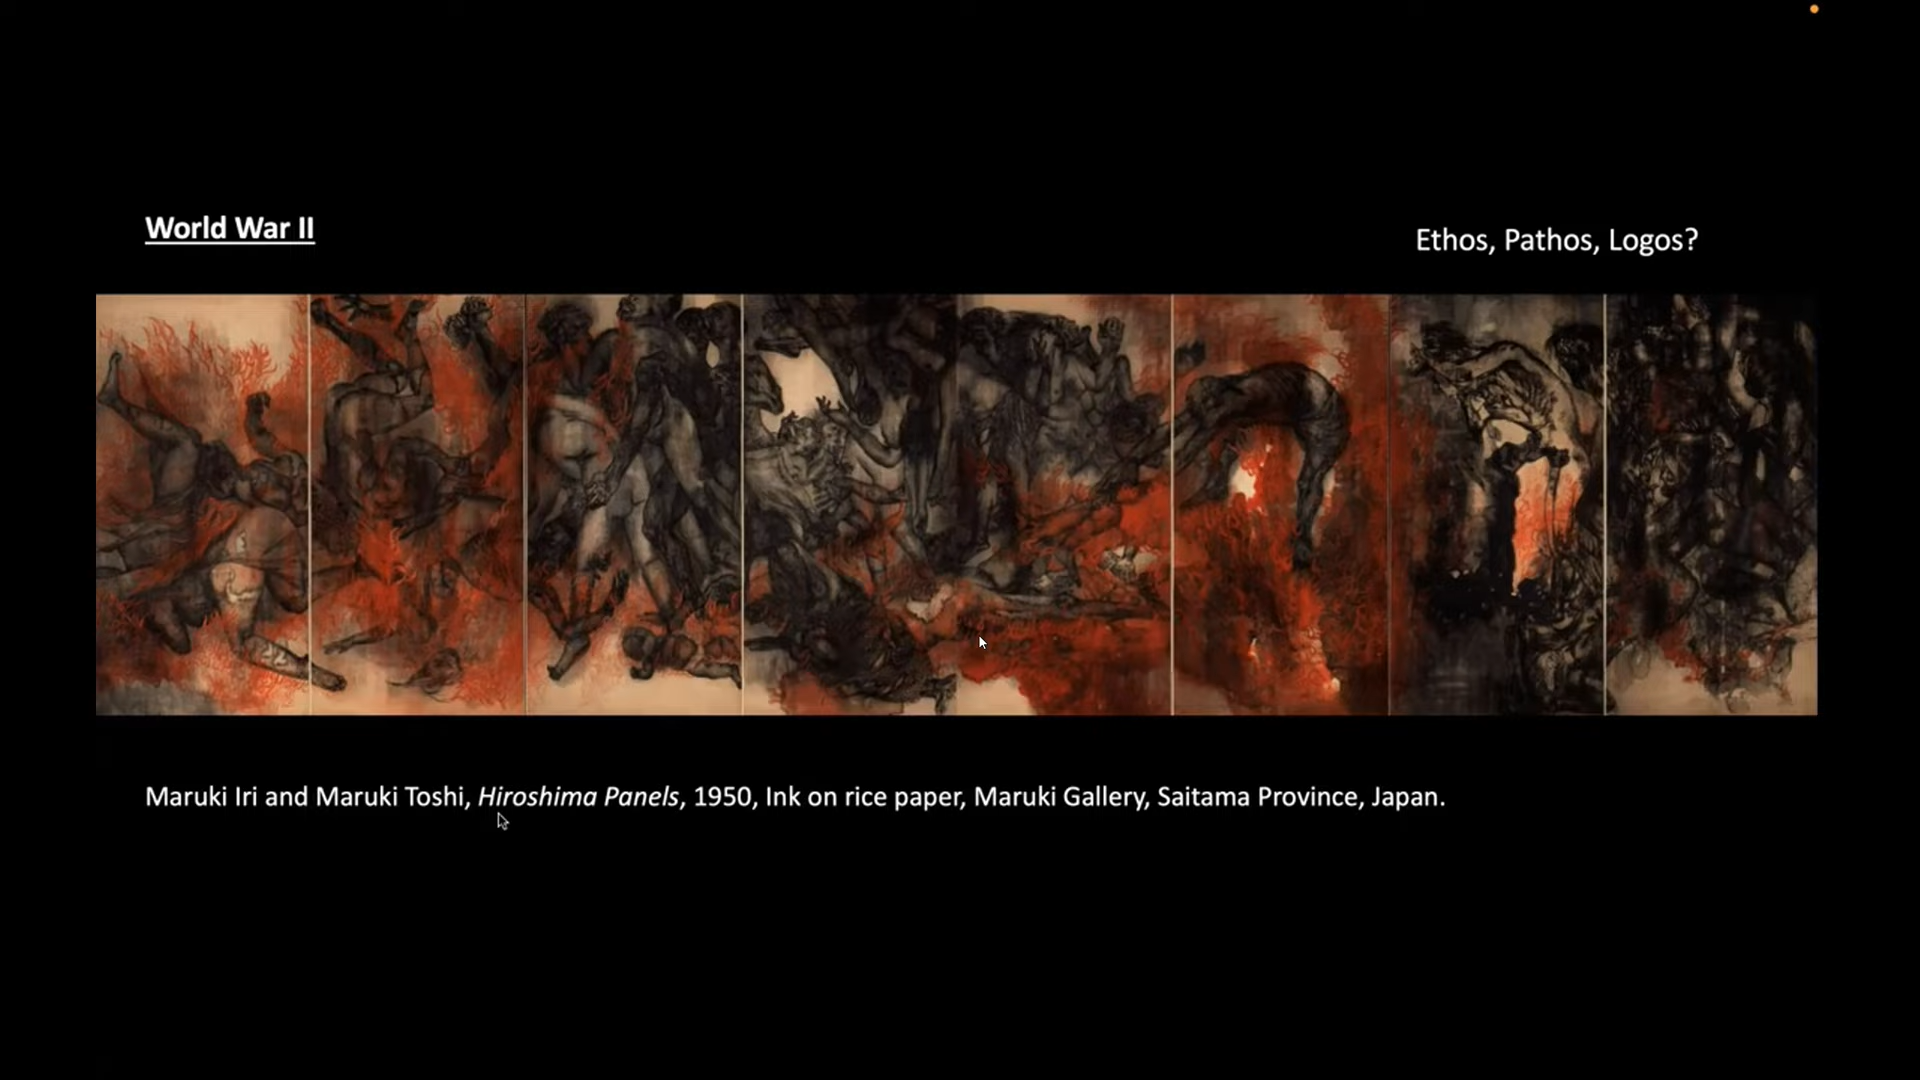 World War II
Ethos, Pathos, Logos?
Maruki Iri and Maruki Toshi, Hiroshima Panels, 1950, Ink on rice paper, Maruki Gallery, Saitama Province, Japan.